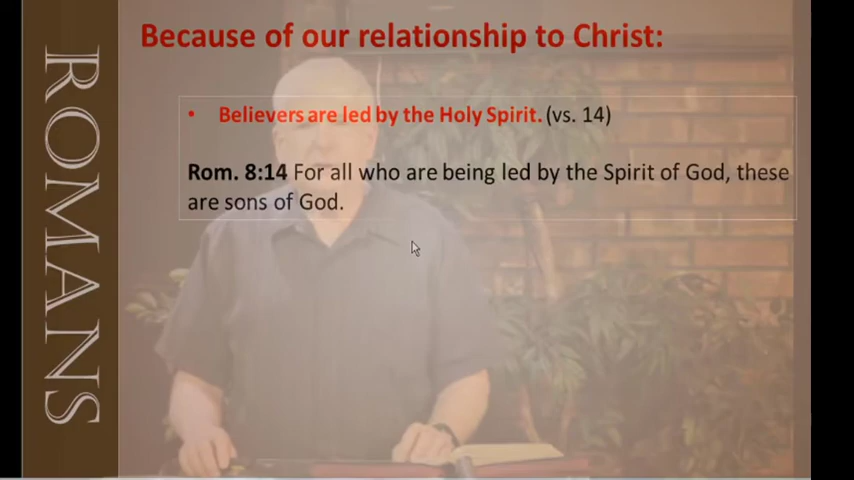 ROMANS
Because of our relationship to Christ:
• Believers are led by the Holy Spirit. (vs. 14)
Rom. 8:14 For all who are being led by the Spirit of God, these
are sons of God.